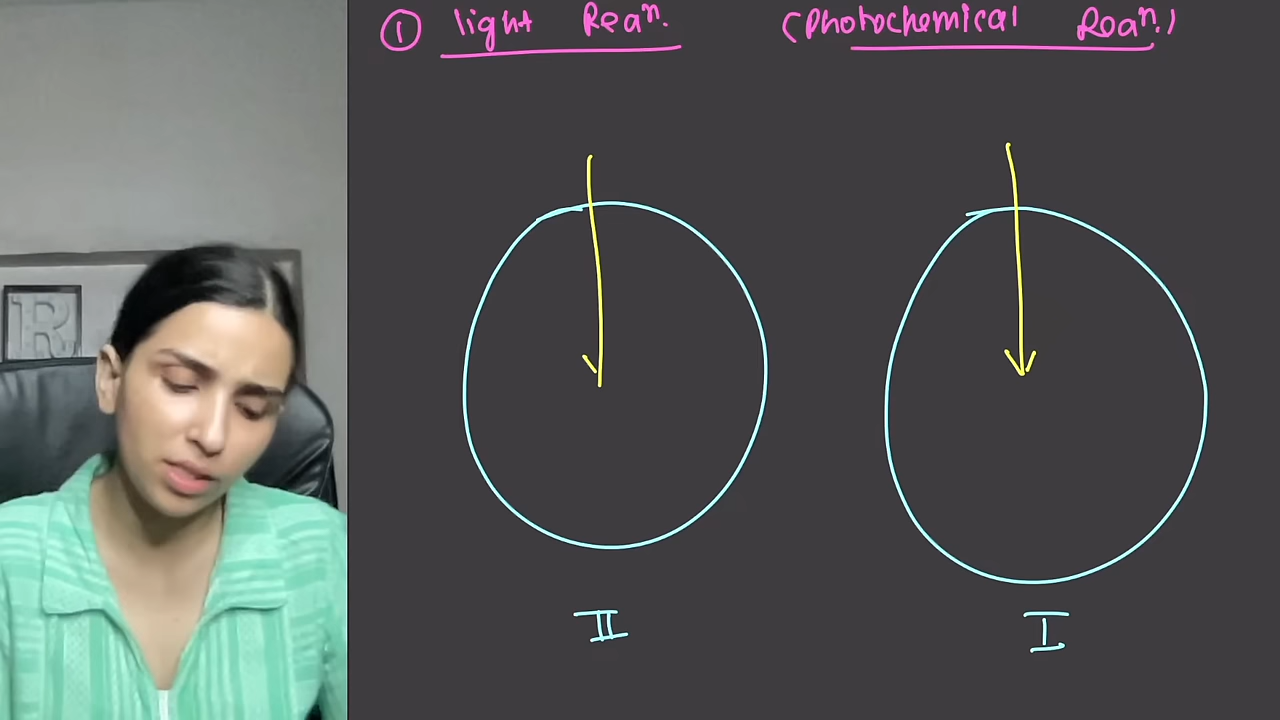 ① light Reaⁿ. (Photochemical Reaⁿ.)
R
II I